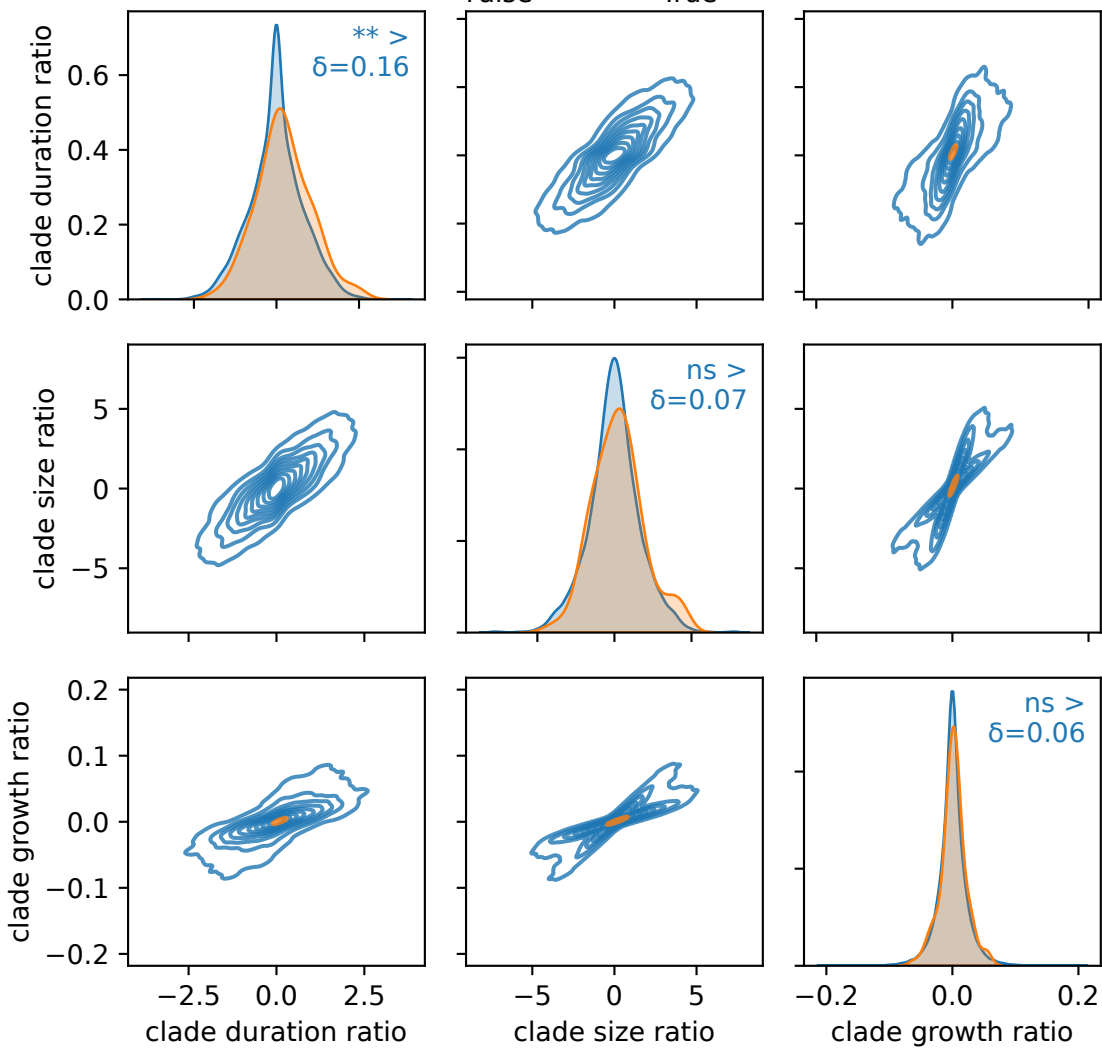 ** >
δ=0.16
clade duration ratio
0.6
0.4
0.2
0.0
ns >
δ=0.07
clade size ratio
5
0
−5
ns >
δ=0.06
clade growth ratio
0.2
0.1
0.0
−0.1
−0.2
−2.5 0.0 2.5 −5 0 5 −0.2 0.0 0.2
clade duration ratio clade size ratio clade growth ratio